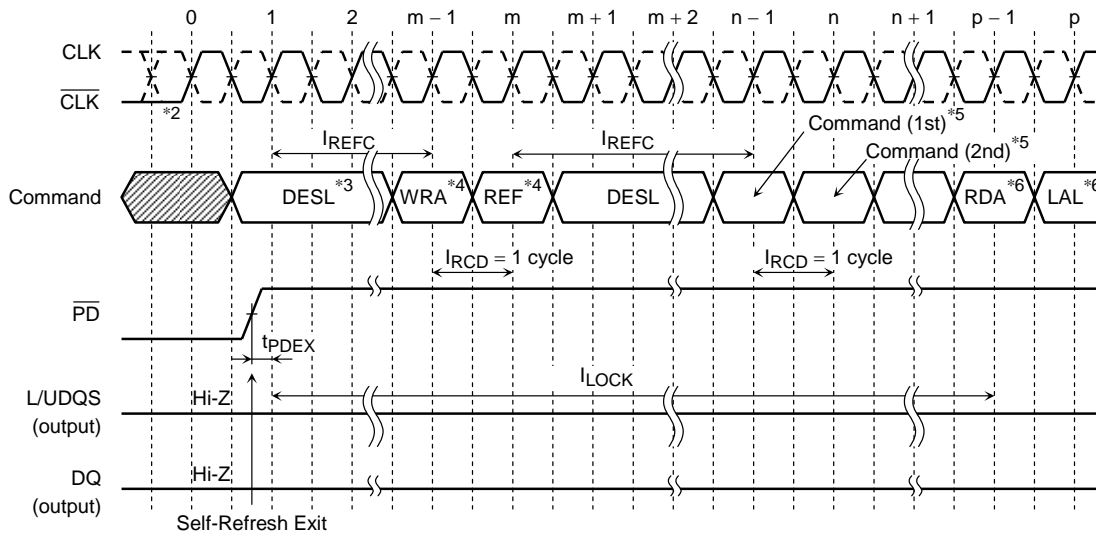 0 1 2 m – 1 m m + 1 m + 2 n – 1 n n + 1 p – 1 p
CLK
CLK
*2
Command (1st)*5
IREFC IREFC
Command (2nd)*5
Command
DESL*3 WRA*4 REF*4 DESL RDA*6 LAL*6
IRCD = 1 cycle IRCD = 1 cycle
PD
tPDEX
ILOCK
L/UDQS
(output)
Hi-Z
DQ
(output)
Hi-Z
Self-Refresh Exit